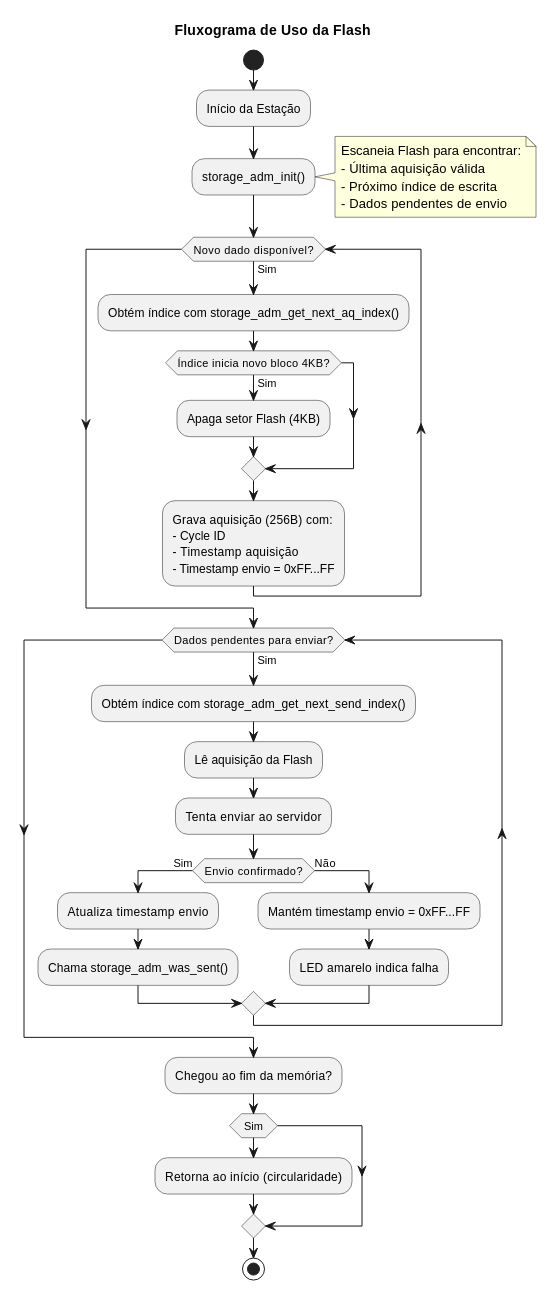 Fluxograma de Uso da Flash
Início da Estação
storage_adm_init()
Escaneia Flash para encontrar:
- Última aquisição válida
- Próximo índice de escrita
- Dados pendentes de envio
Novo dado disponível?
Sim
Obtém índice com storage_adm_get_next_aq_index()
Índice inicia novo bloco 4KB?
Sim
Apaga setor Flash (4KB)
Grava aquisição (256B) com:
- Cycle ID
- Timestamp aquisição
- Timestamp envio = 0xFF...FF
Dados pendentes para enviar?
Sim
Obtém índice com storage_adm_get_next_send_index()
Lê aquisição da Flash
Tenta enviar ao servidor
Sim
Envio confirmado?
Não
Atualiza timestamp envio
Mantém timestamp envio = 0xFF...FF
Chama storage_adm_was_sent()
LED amarelo indica falha
Chegou ao fim da memória?
Sim
Retorna ao início (circularidade)